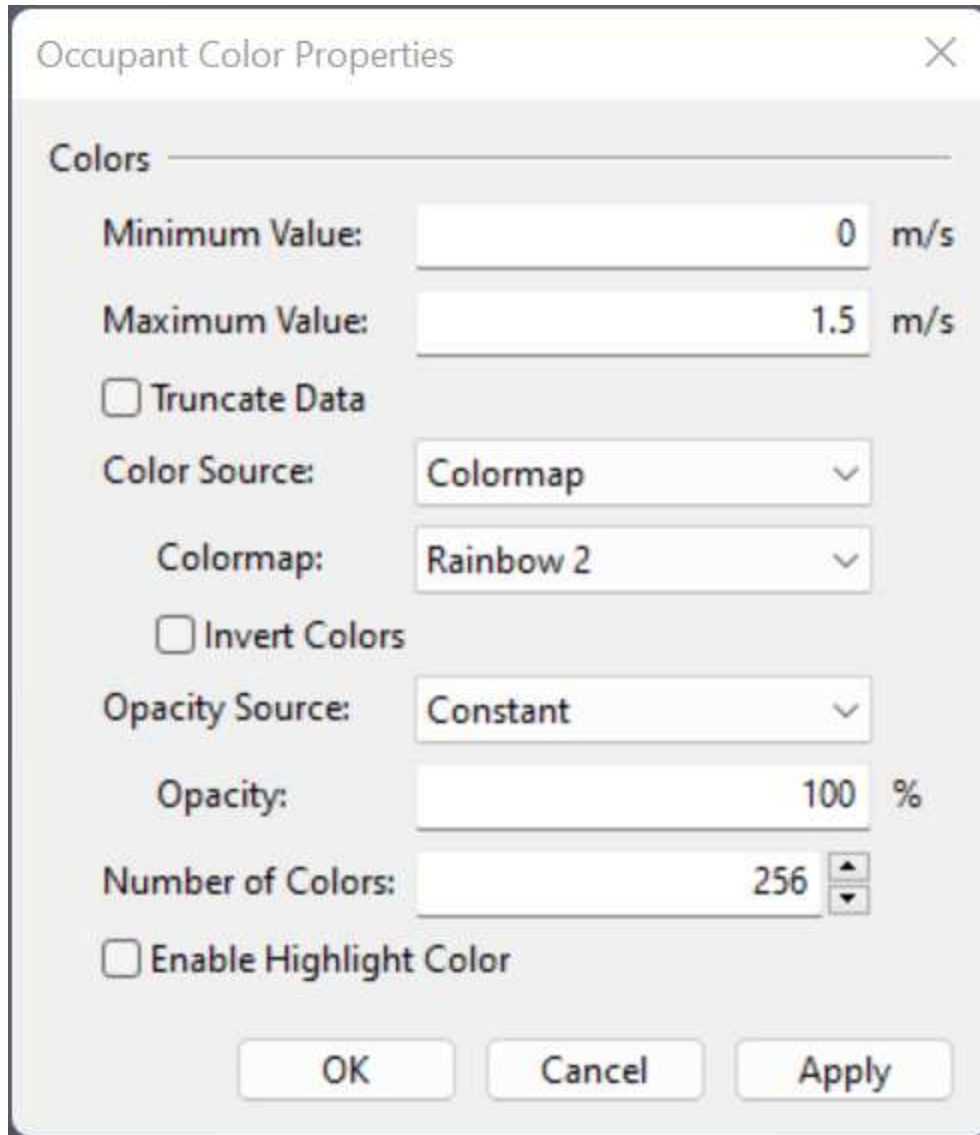 Occupant Color Properties
Colors
Minimum Value: 0 m/s
Maximum Value: 1.5 m/s
Truncate Data
Color Source: Colormap
Colormap: Rainbow 2
Invert Colors
Opacity Source: Constant
Opacity: 100 %
Number of Colors: 256
Enable Highlight Color
OK Cancel Apply